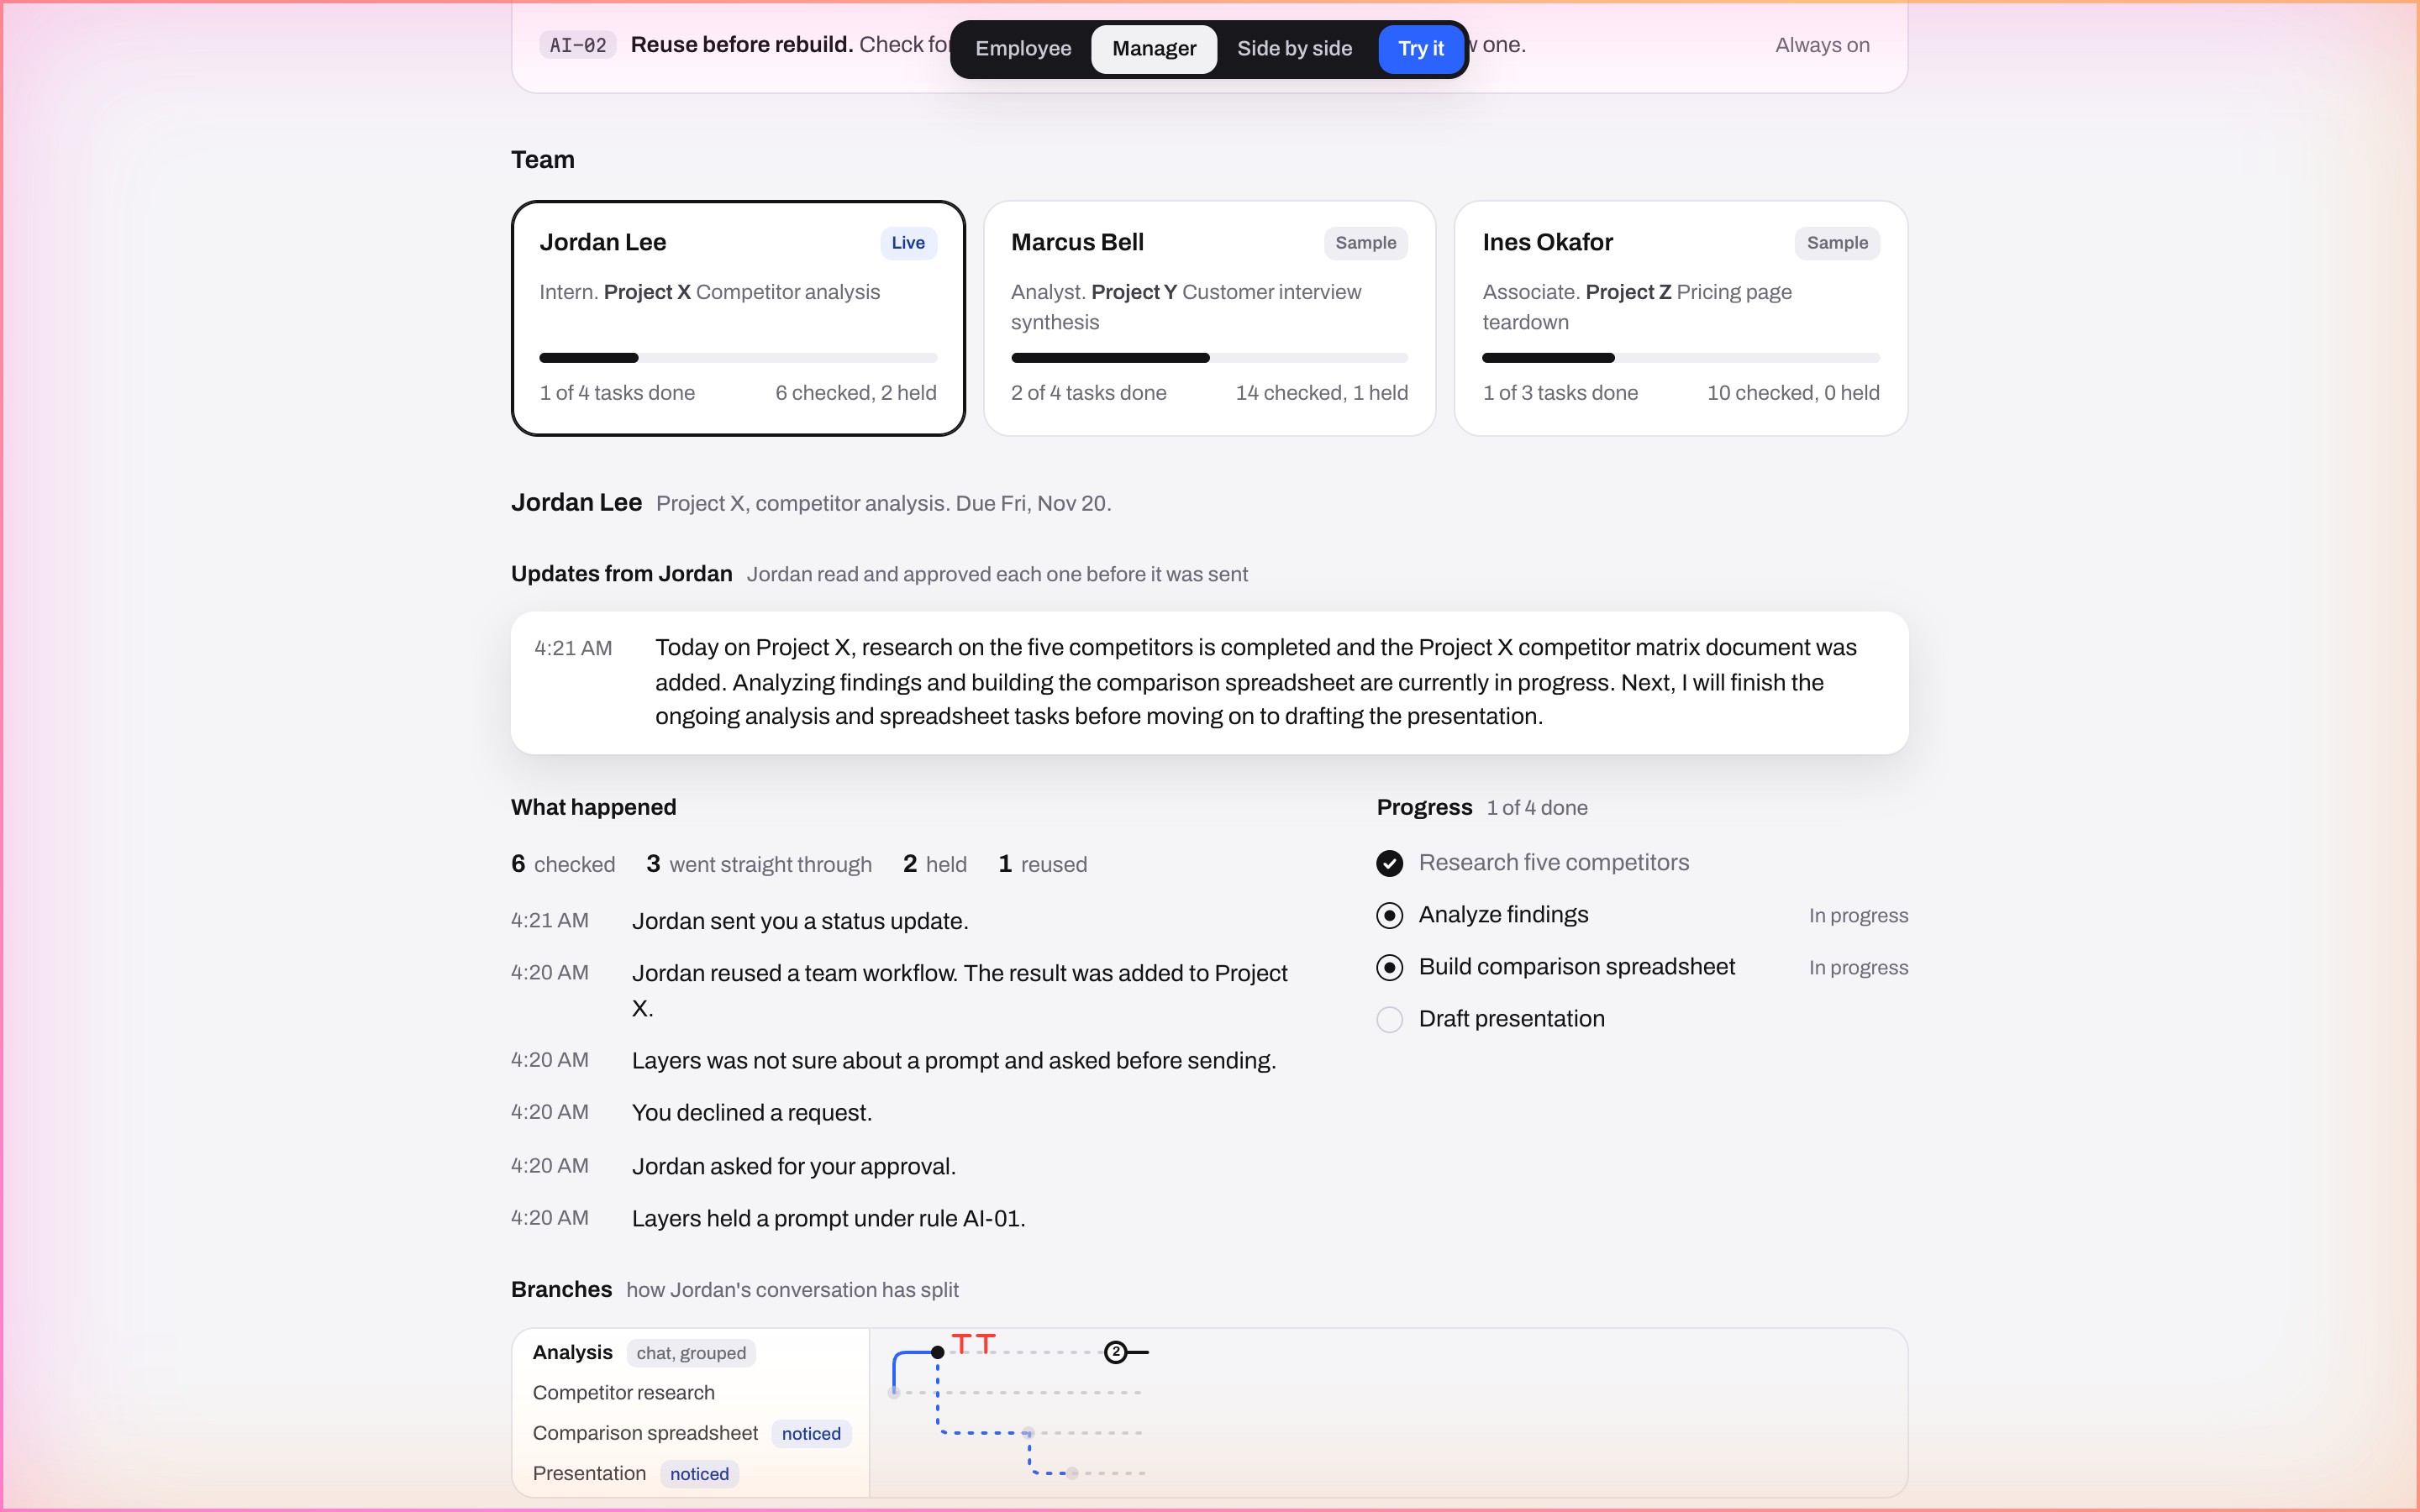 AI-02 Reuse before rebuild. Check for
Employee Manager Side by side Try it
one.
Always on
Team
Jordan Lee
Live
Intern. Project X Competitor analysis
1 of 4 tasks done
6 checked, 2 held
Marcus Bell
Sample
Analyst. Project Y Customer interview
synthesis
2 of 4 tasks done
14 checked, 1 held
Ines Okafor
Sample
Associate. Project Z Pricing page
teardown
1 of 3 tasks done
10 checked, 0 held
Jordan Lee Project X, competitor analysis. Due Fri, Nov 20.
Updates from Jordan Jordan read and approved each one before it was sent
4:21 AM
Today on Project X, research on the five competitors is completed and the Project X competitor matrix document was
added. Analyzing findings and building the comparison spreadsheet are currently in progress. Next, I will finish the
ongoing analysis and spreadsheet tasks before moving on to drafting the presentation.
What happened
6 checked 3 went straight through 2 held 1 reused
4:21 AM Jordan sent you a status update.
4:20 AM Jordan reused a team workflow. The result was added to Project
X.
4:20 AM Layers was not sure about a prompt and asked before sending.
4:20 AM You declined a request.
4:20 AM Jordan asked for your approval.
4:20 AM Layers held a prompt under rule AI-01.
Progress 1 of 4 done
Research five competitors
Analyze findings In progress
Build comparison spreadsheet In progress
Draft presentation
Branches how Jordan's conversation has split
Analysis chat, grouped
2
Competitor research
Comparison spreadsheet noticed
Presentation noticed